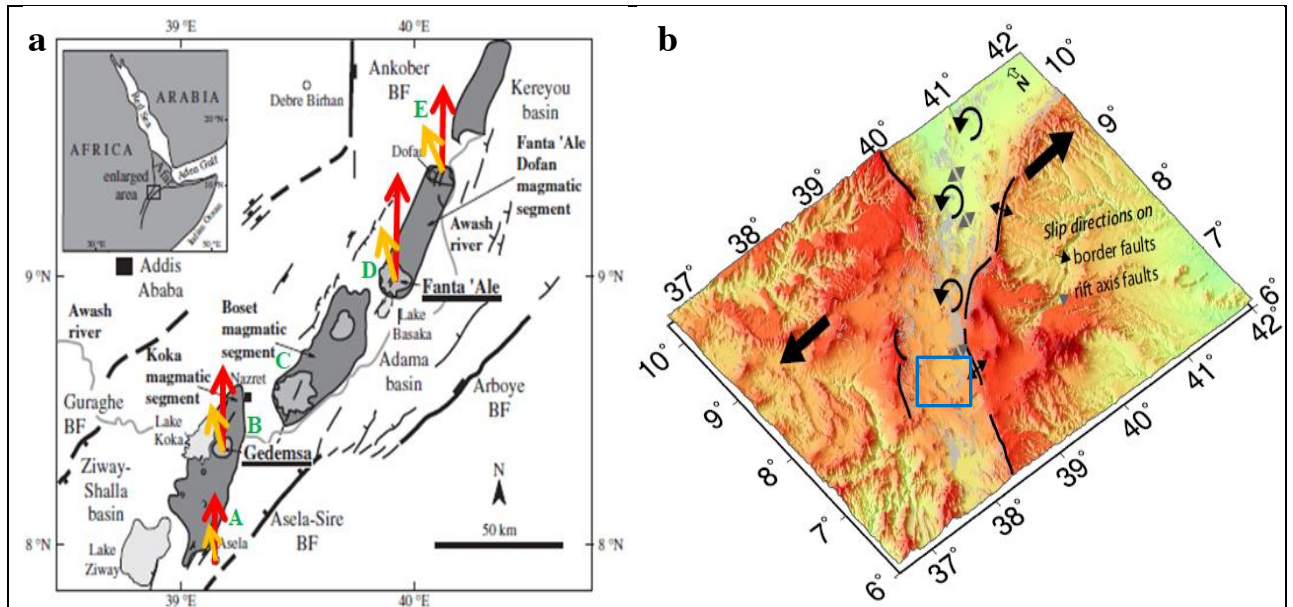 a
39 °E
40 °E
ARABIA
Red Sea
20°N
AFRICA
Afar
Aden Gulf
enlarged
area
10°N
Indian Ocean
30°E
50°E
Debre Birhan
Ankober
BF
Kereyou
basin
E
Dofan
Fanta 'Ale
Dofan
magmatic
segment
Awash
river
Addis
Ababa
9 °N
9 °N
D
Fanta 'Ale
Boset
magmatic
segment
Lake
Basaka
Awash
river
Koka
magmatic
segment
Nazret
C
Adama
basin
Arboye
BF
Guraghe
BF
Lake
Koka
B
Gedemsa
Ziway-
Shalla
basin
N
A
Asela-Sire
BF
50 km
8 °N
Asela
8 °N
Lake
Ziway
39 °E
40 °E
b
42°
41°
N
10°
40°
9°
39°
8°
38°
Slip directions on
border faults
rift axis faults
7°
37°
6°
10°
42°
9°
41°
8°
40°
7°
39°
6°
38°
37°